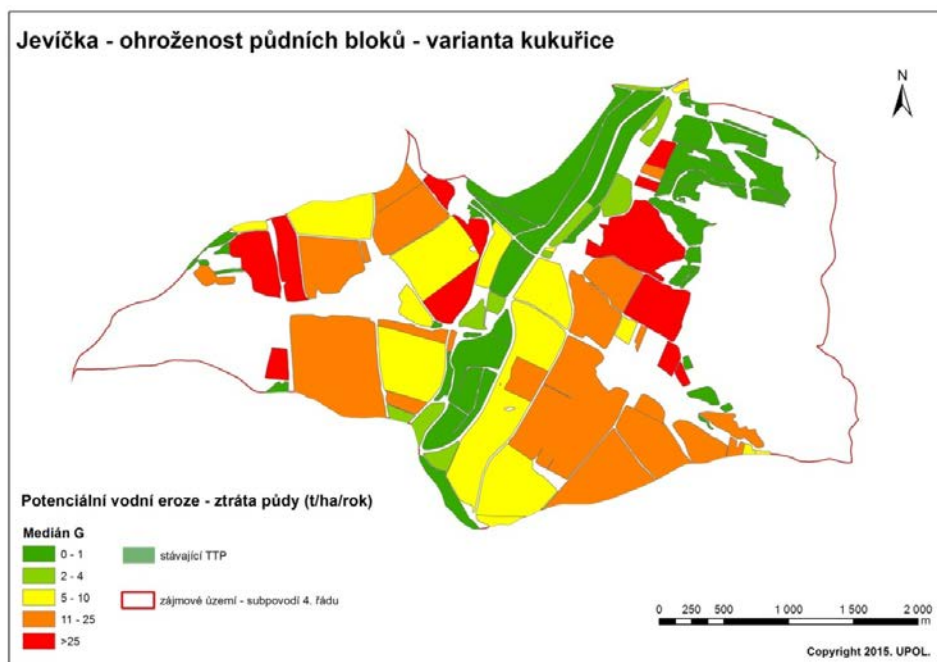 Jevíčka - ohroženost půdních bloků - varianta kukuřice
N
Potenciální vodní eroze - ztráta půdy (t/ha/rok)
Medián G
0 - 1
2 - 4
5 - 10
11 - 25
>25
stávající TTP
zájmové území - subpovodí 4. řádu
0 250 500 1 000 1 500 2 000
m
Copyright 2015. UPOL.